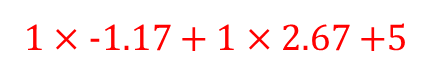 1 × -1.17 + 1 × 2.67 +5